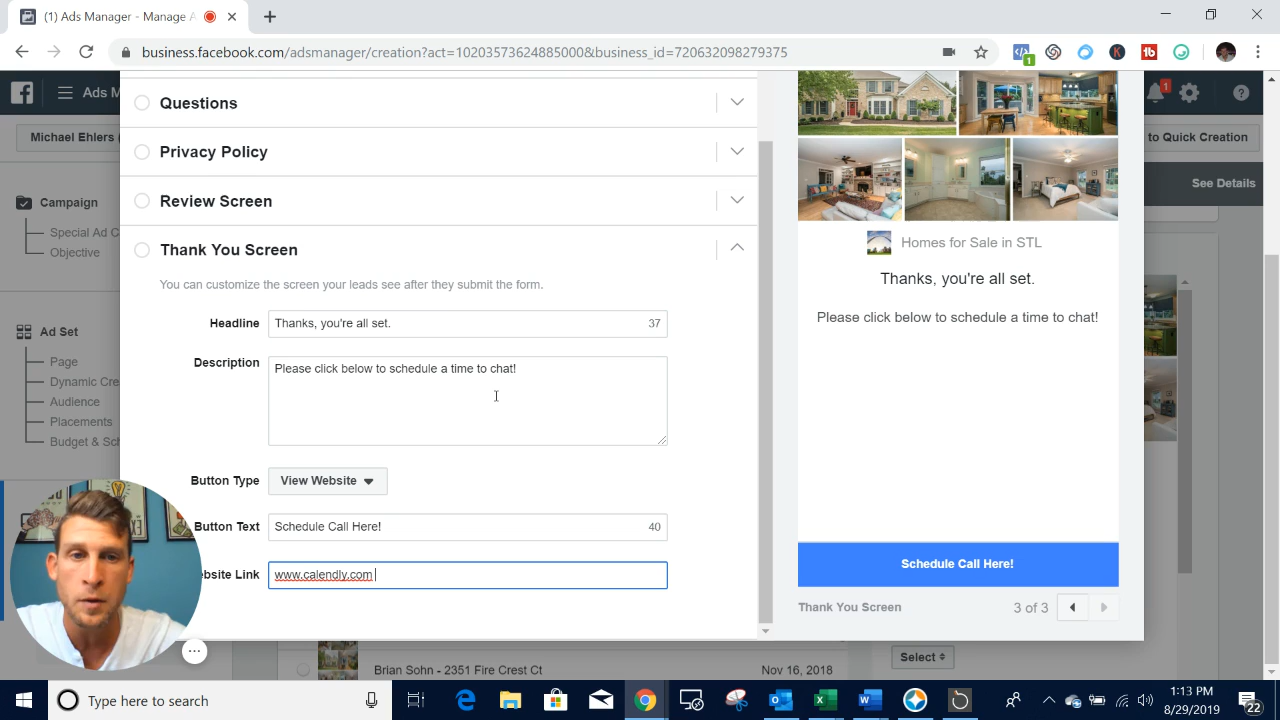 (1) Ads Manager - Manage A
business.facebook.com/adsmanager/creation?act=10203573624885000&business_id=720632098279375
1
K
Ads M
1
Michael Ehlers (
to Quick Creation
Campaign
See Details
Special Ad C
Objective
Ad Set
Page
Dynamic Cre
Audience
Placements
Budget & Sch
Questions
Privacy Policy
Review Screen
Thank You Screen
You can customize the screen your leads see after they submit the form.
Headline
Thanks, you're all set.
37
Description
Please click below to schedule a time to chat!
Button Type
View Website
Button Text
Schedule Call Here!
40
ebsite Link
www.calendly.com
Homes for Sale in STL
Thanks, you're all set.
Please click below to schedule a time to chat!
Schedule Call Here!
Thank You Screen
3 of 3
Brian Sohn - 2351 Fire Crest Ct
Nov 16, 2018
Select
Type here to search
1:13 PM
8/29/2019
22